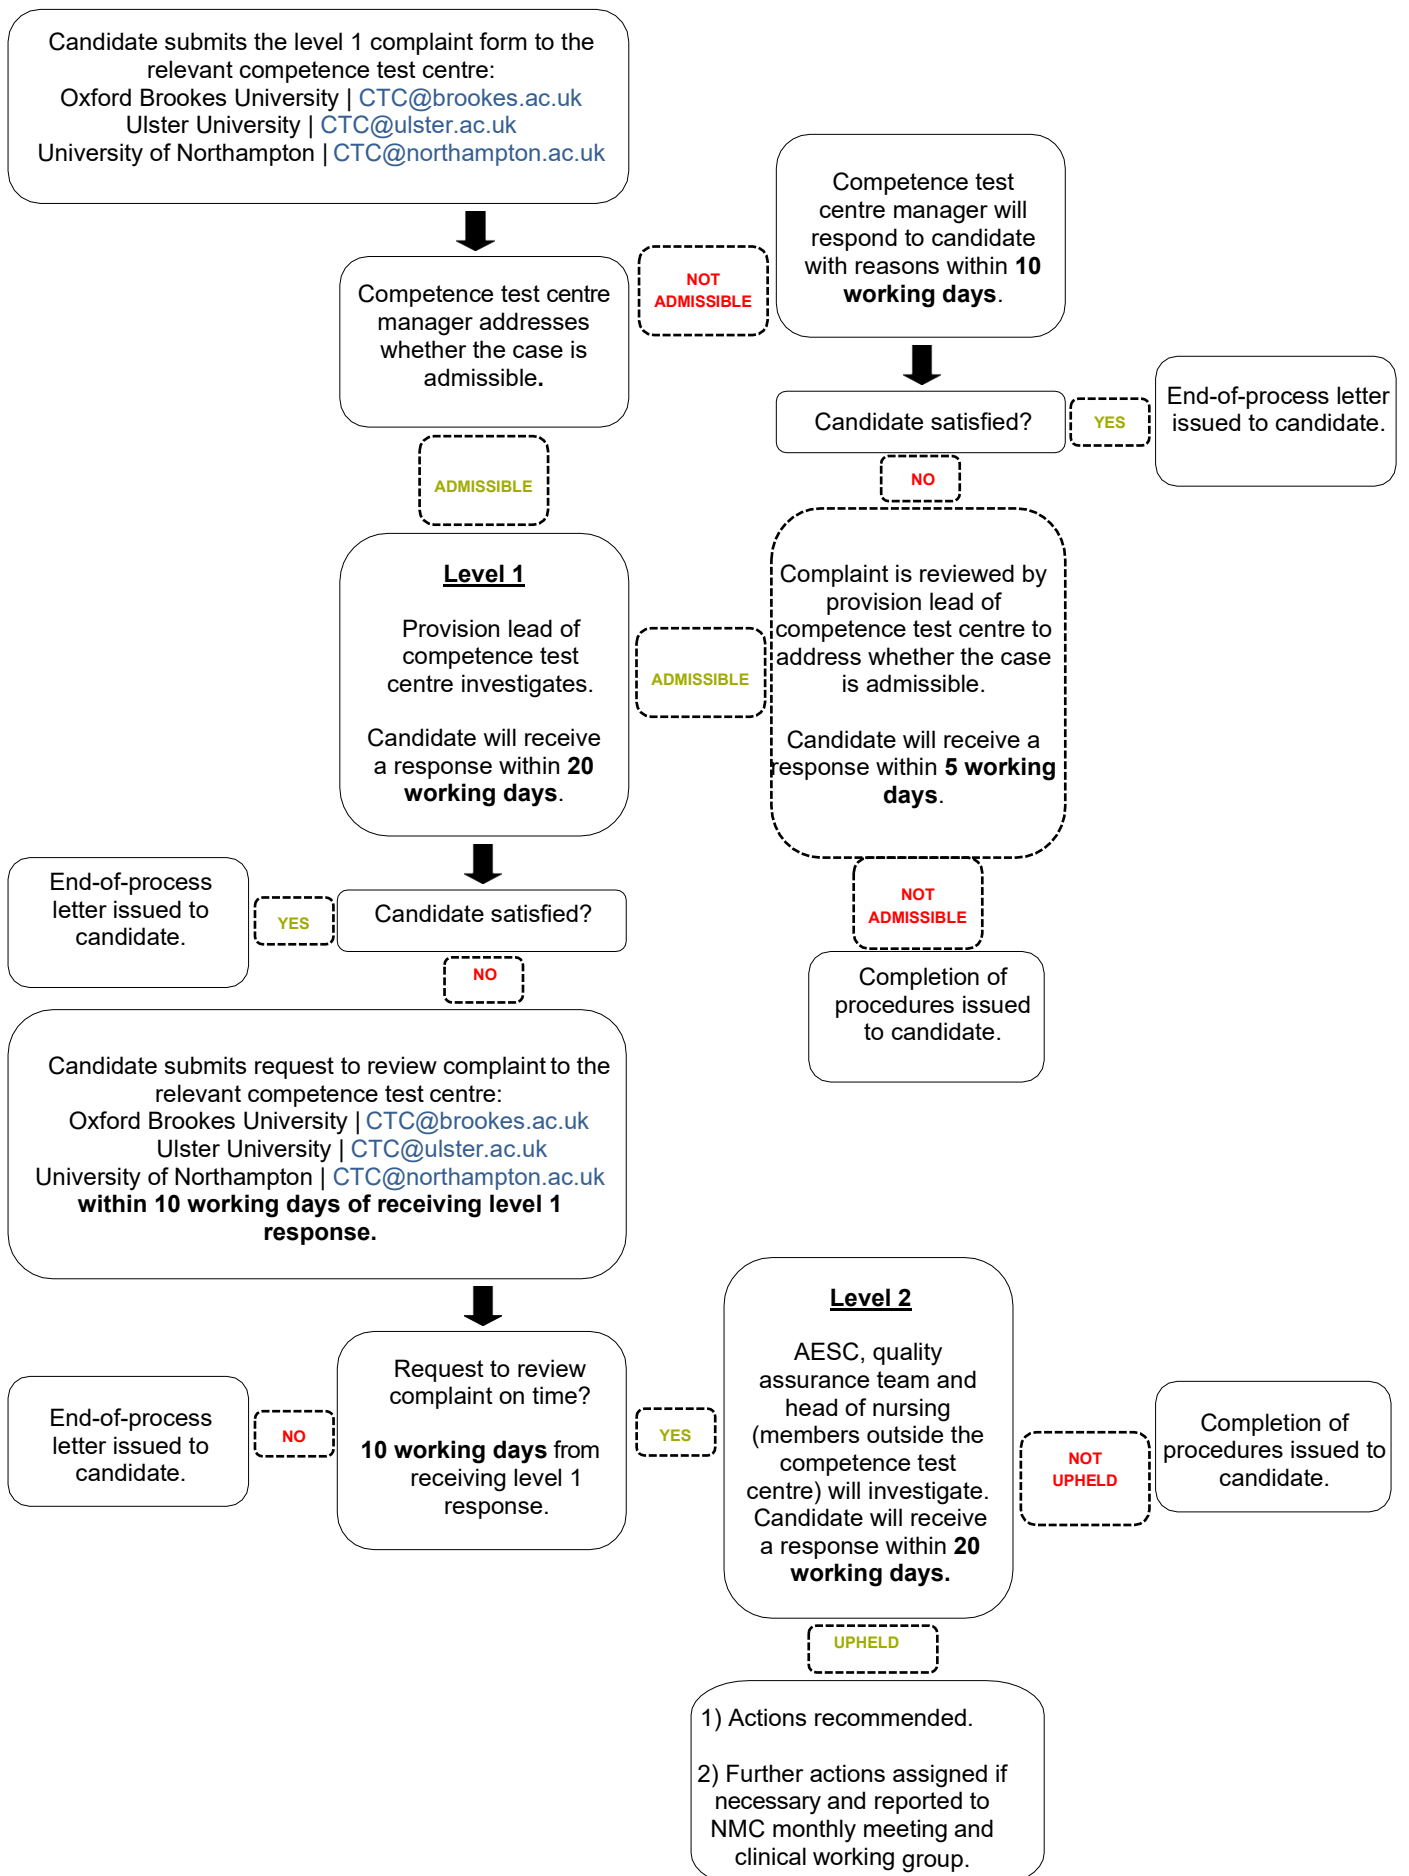 Candidate submits the level 1 complaint form to the
relevant competence test centre:
Oxford Brookes University | CTC@brookes.ac.uk
Ulster University | CTC@ulster.ac.uk
University of Northampton | CTC@northampton.ac.uk
Competence test centre
manager addresses
whether the case is
admissible.
NOT
ADMISSIBLE
Competence test
centre manager will
respond to candidate
with reasons within 10
working days.
Candidate satisfied?
YES
End-of-process letter
issued to candidate.
NO
ADMISSIBLE
Level 1
Provision lead of
competence test
centre investigates.
Candidate will receive
a response within 20
working days.
ADMISSIBLE
Complaint is reviewed by
provision lead of
competence test centre to
address whether the case
is admissible.
Candidate will receive a
response within 5 working
days.
NOT
ADMISSIBLE
Completion of
procedures issued
to candidate.
Candidate satisfied?
YES
End-of-process
letter issued to
candidate.
NO
Candidate submits request to review complaint to the
relevant competence test centre:
Oxford Brookes University | CTC@brookes.ac.uk
Ulster University | CTC@ulster.ac.uk
University of Northampton | CTC@northampton.ac.uk
within 10 working days of receiving level 1
response.
Request to review
complaint on time?
10 working days from
receiving level 1
response.
NO
End-of-process
letter issued to
candidate.
YES
Level 2
AESC, quality
assurance team and
head of nursing
(members outside the
competence test
centre) will investigate.
Candidate will receive
a response within 20
working days.
NOT
UPHELD
Completion of
procedures issued to
candidate.
UPHELD
1) Actions recommended.
2) Further actions assigned if
necessary and reported to
NMC monthly meeting and
clinical working group.